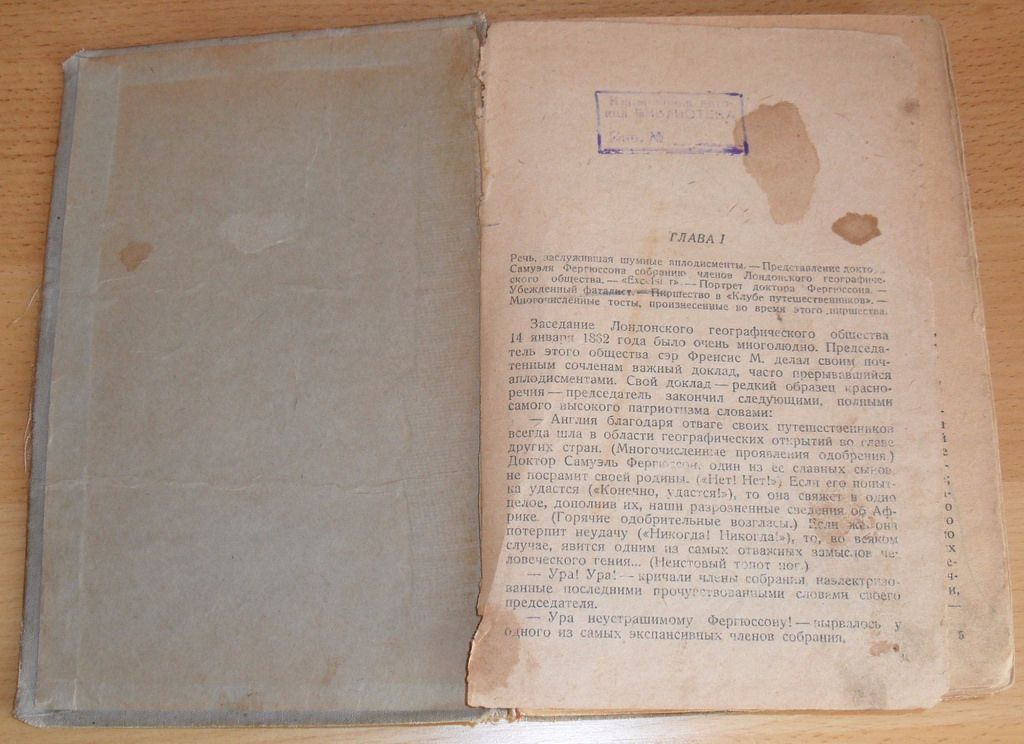 БИБЛИОТЕКА
Инв. №
ГЛАВА I
Речь, заслужившая шумные аплодисменты. — Представление
Самуэля Фергюссона собранию членов Лондонского географиче-
ского общества. — — Портрет доктора Фергюссона. —
Убежденный фаталист. — Пиршество в «Клубе путешественников». —
Многочисленные тосты, произнесенные во время этого пиршества.
Заседание Лондонского географического общества
14 января 1862 года было очень многолюдно. Председа-
тель этого общества сэр Френсис М. делал своим поч-
тенным сочленам важный доклад, часто прерывавшийся
аплодисментами. Свой доклад — редкий образец красно-
речия — председатель закончил следующими, полными
самого высокого патриотизма словами:
— Англия благодаря отваге своих путешественников
всегда шла в области географических открытий во главе
других стран. (Многочисленные проявления одобрения.)
Доктор Самуэль Фергюссон, один из ее славных сынов,
не посрамит своей родины. («Нет! Нет!») Если его попыт-
ка удастся («Конечно, удастся!»), то она свяжет в одно
целое, дополнив их, наши разрозненные сведения об Аф-
рике. (Горячие одобрительные возгласы.) Если же она
потерпит неудачу («Никогда! Никогда!»), то, во всяком
случае, явится одним из самых отважных замыслов че-
ловеческого гения... (Неистовый топот ног.)
— Ура! Ура! — кричали члены собрания, наэлектризо-
ванные последними прочувствованными словами своего
председателя.
— Ура неустрашимому Фергюссону! — вырвалось у
одного из самых экспансивных членов собрания.
5